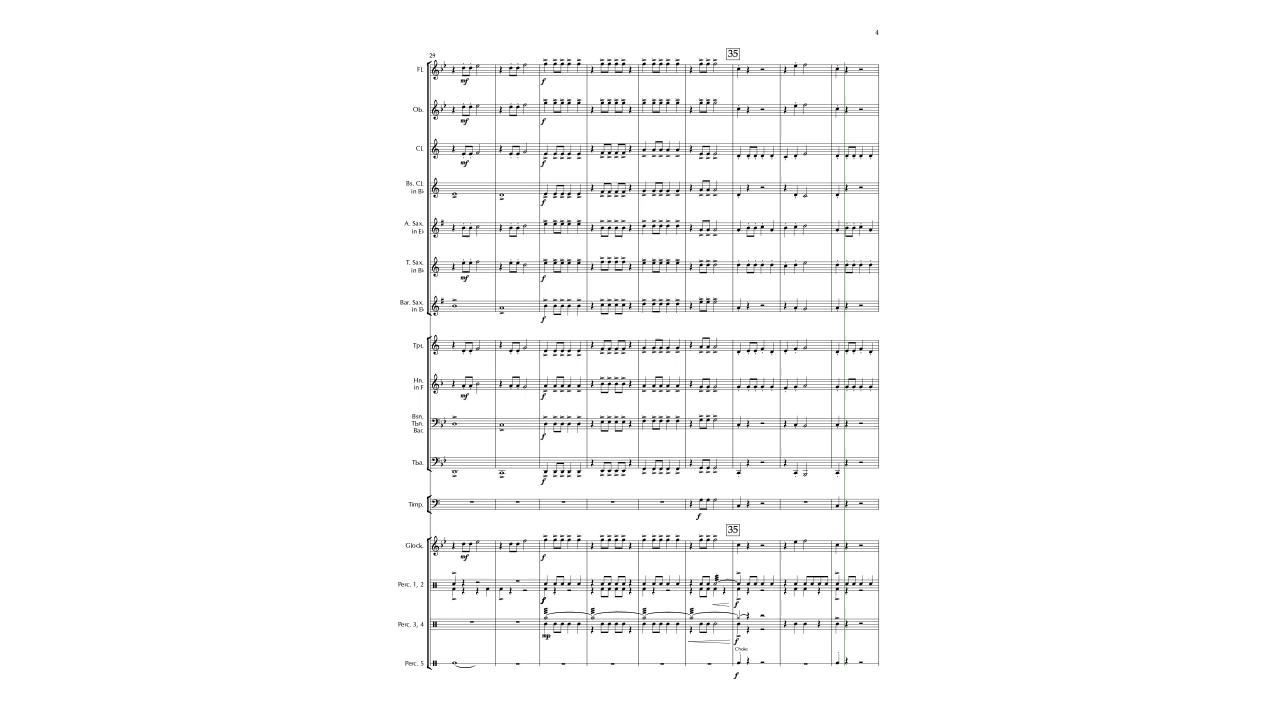 4
35
29
Fl.
mf
f
Ob.
mf
f
Cl.
mf
f
Bs. Cl.
in B♭
f
A. Sax.
in E♭
T. Sax.
in B♭
mf
f
Bar. Sax.
in E♭
f
Tpt.
Hn.
in F
mf
f
Bsn.
Tbn.
Bar.
f
Tba.
f
Timp.
f
35
Glock.
mf
f
Perc. 1, 2
f
f
Perc. 3, 4
mp
f
Choke
Perc. 5
f